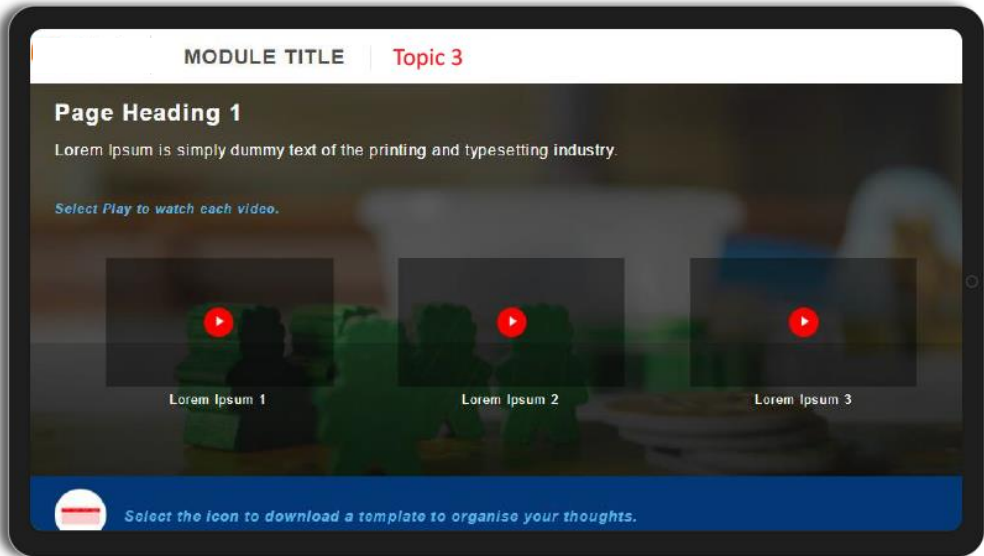 MODULE TITLE Topic 3
Page Heading 1
Lorem Ipsum is simply dummy text of the printing and typesetting industry.
Select Play to watch each video.
Lorem Ipsum 1 Lorem Ipsum 2 Lorem Ipsum 3
Select the icon to download a template to organise your thoughts.